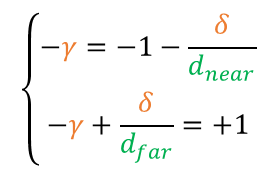 −γ = −1 − δ/d_near
−γ + δ/d_far = +1